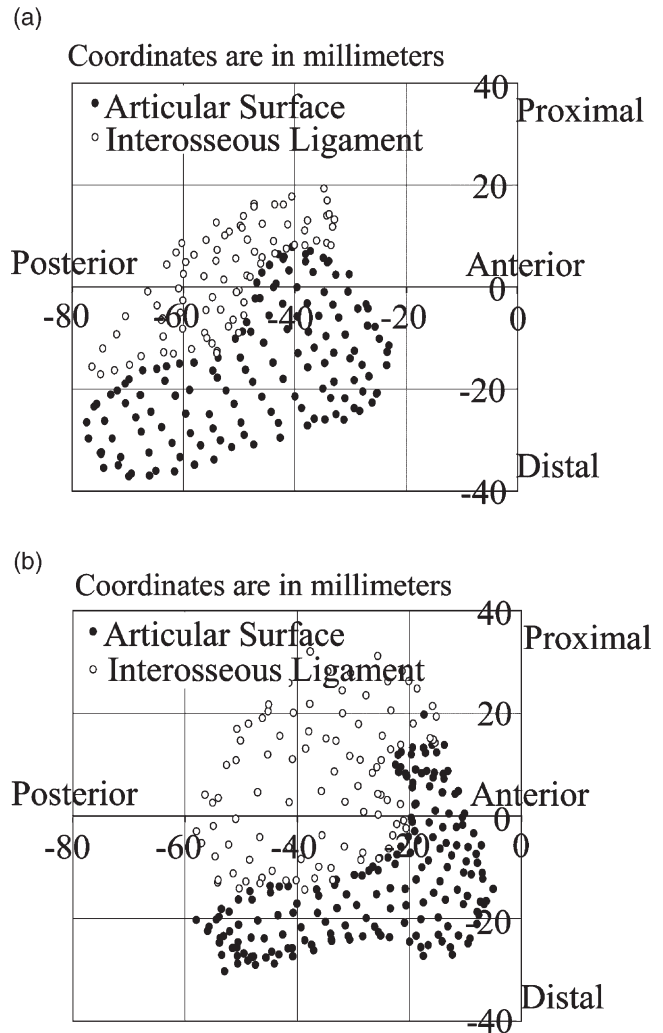 (a)
Coordinates are in millimeters
40
Proximal
Articular Surface
Interosseous Ligament
20
Posterior
Anterior
0
-80
-60
-40
-20
0
-20
Distal
-40
(b)
Coordinates are in millimeters
40
Proximal
Articular Surface
Interosseous Ligament
20
Posterior
Anterior
0
-80
-60
-40
-20
0
-20
Distal
-40